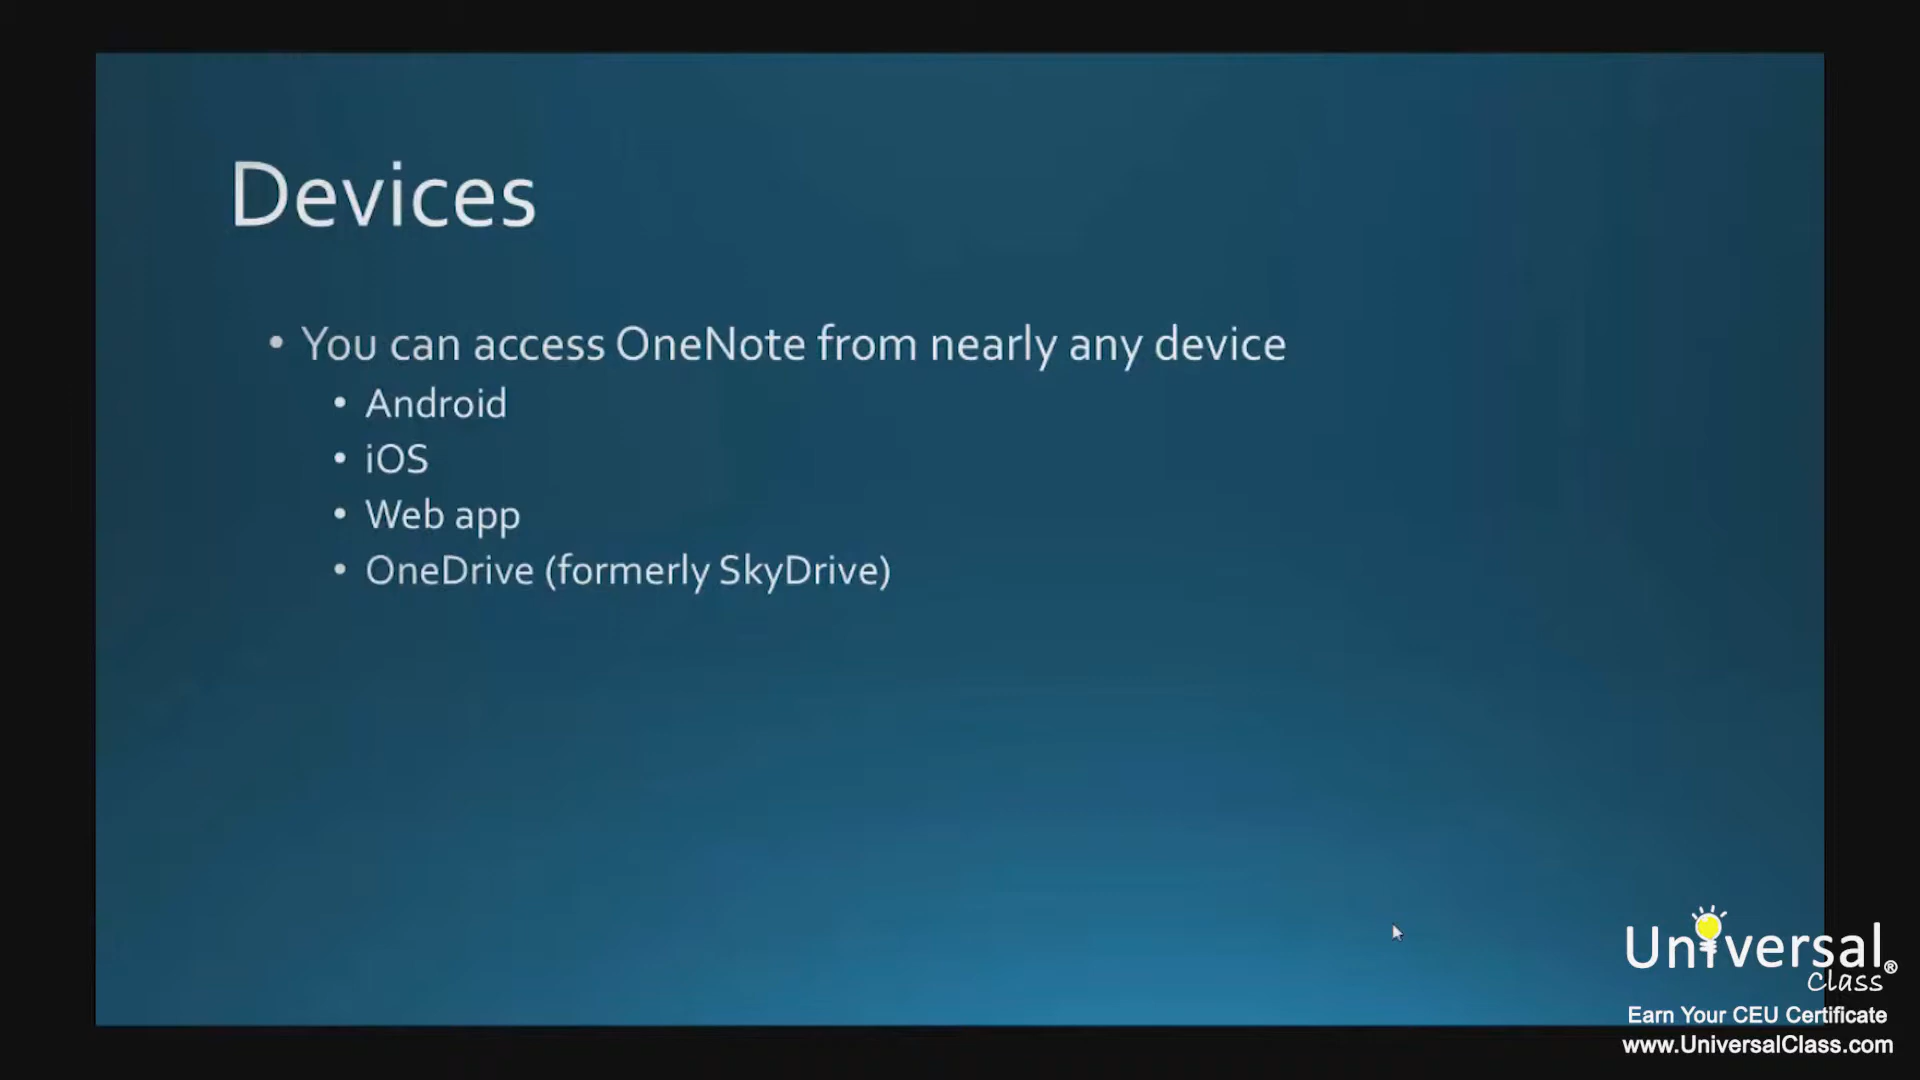 Devices
• You can access OneNote from nearly any device
• Android
• iOS
• Web app
• OneDrive (formerly SkyDrive)
Universal®
Class
Earn Your CEU Certificate
www.UniversalClass.com